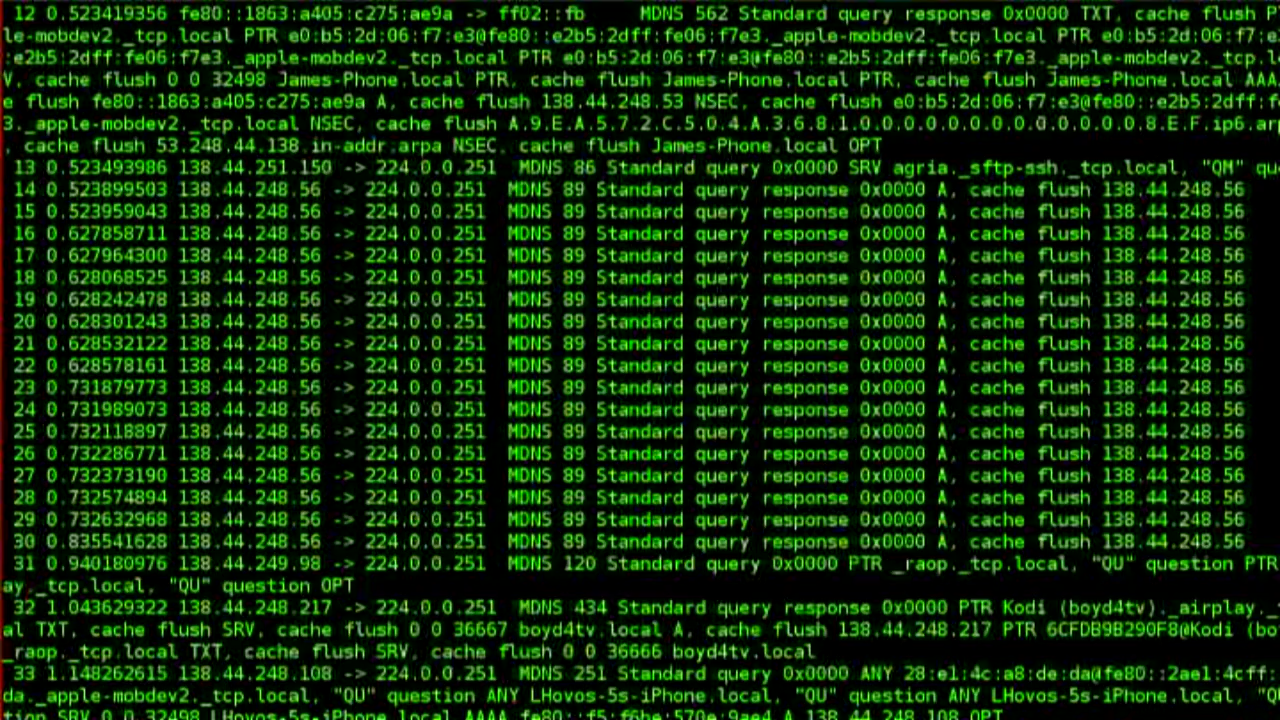 12 0.523419356 fe80::1863:a405:c275:ae9a -> ff02::fb     MDNS 562 Standard query response 0x0000 TXT, cache flush P
le-mobdev2._tcp.local PTR e0:b5:2d:06:f7:e3@fe80::e2b5:2dff:fe06:f7e3._apple-mobdev2._tcp.local PTR e0:b5:2d:06:f7:e
:e2b5:2dff:fe06:f7e3._apple-mobdev2._tcp.local PTR e0:b5:2d:06:f7:e3@fe80::e2b5:2dff:fe06:f7e3._apple-mobdev2._tcp.l
V, cache flush 0 0 32498 James-Phone.local PTR, cache flush James-Phone.local PTR, cache flush James-Phone.local AAA
e flush fe80::1863:a405:c275:ae9a A, cache flush 138.44.248.53 NSEC, cache flush e0:b5:2d:06:f7:e3@fe80::e2b5:2dff:f
3._apple-mobdev2._tcp.local NSEC, cache flush A.9.E.A.5.7.2.C.5.0.4.A.3.6.8.1.0.0.0.0.0.0.0.0.0.0.0.0.0.8.E.F.ip6.ar
, cache flush 53.248.44.138.in-addr.arpa NSEC, cache flush James-Phone.local OPT
13 0.523493986 138.44.251.150 -> 224.0.0.251  MDNS 86 Standard query 0x0000 SRV agria._sftp-ssh._tcp.local, "QM" que
14 0.523899503 138.44.248.56 -> 224.0.0.251  MDNS 89 Standard query response 0x0000 A, cache flush 138.44.248.56
15 0.523959043 138.44.248.56 -> 224.0.0.251  MDNS 89 Standard query response 0x0000 A, cache flush 138.44.248.56
16 0.627858711 138.44.248.56 -> 224.0.0.251  MDNS 89 Standard query response 0x0000 A, cache flush 138.44.248.56
17 0.627964300 138.44.248.56 -> 224.0.0.251  MDNS 89 Standard query response 0x0000 A, cache flush 138.44.248.56
18 0.628068525 138.44.248.56 -> 224.0.0.251  MDNS 89 Standard query response 0x0000 A, cache flush 138.44.248.56
19 0.628242478 138.44.248.56 -> 224.0.0.251  MDNS 89 Standard query response 0x0000 A, cache flush 138.44.248.56
20 0.628301243 138.44.248.56 -> 224.0.0.251  MDNS 89 Standard query response 0x0000 A, cache flush 138.44.248.56
21 0.628532122 138.44.248.56 -> 224.0.0.251  MDNS 89 Standard query response 0x0000 A, cache flush 138.44.248.56
22 0.628578161 138.44.248.56 -> 224.0.0.251  MDNS 89 Standard query response 0x0000 A, cache flush 138.44.248.56
23 0.731879773 138.44.248.56 -> 224.0.0.251  MDNS 89 Standard query response 0x0000 A, cache flush 138.44.248.56
24 0.731989073 138.44.248.56 -> 224.0.0.251  MDNS 89 Standard query response 0x0000 A, cache flush 138.44.248.56
25 0.732118897 138.44.248.56 -> 224.0.0.251  MDNS 89 Standard query response 0x0000 A, cache flush 138.44.248.56
26 0.732286771 138.44.248.56 -> 224.0.0.251  MDNS 89 Standard query response 0x0000 A, cache flush 138.44.248.56
27 0.732373190 138.44.248.56 -> 224.0.0.251  MDNS 89 Standard query response 0x0000 A, cache flush 138.44.248.56
28 0.732574894 138.44.248.56 -> 224.0.0.251  MDNS 89 Standard query response 0x0000 A, cache flush 138.44.248.56
29 0.732632968 138.44.248.56 -> 224.0.0.251  MDNS 89 Standard query response 0x0000 A, cache flush 138.44.248.56
30 0.835541628 138.44.248.56 -> 224.0.0.251  MDNS 89 Standard query response 0x0000 A, cache flush 138.44.248.56
31 0.940180976 138.44.249.98 -> 224.0.0.251  MDNS 120 Standard query 0x0000 PTR _raop._tcp.local, "QU" question PTR
ay._tcp.local, "QU" question OPT
32 1.043629322 138.44.248.217 -> 224.0.0.251  MDNS 434 Standard query response 0x0000 PTR Kodi (boyd4tv)._airplay._
al TXT, cache flush SRV, cache flush 0 0 36667 boyd4tv.local A, cache flush 138.44.248.217 PTR 6CFDB9B290F8@Kodi (bo
_raop._tcp.local TXT, cache flush SRV, cache flush 0 0 36666 boyd4tv.local
33 1.148262615 138.44.248.108 -> 224.0.0.251  MDNS 251 Standard query 0x0000 ANY 28:e1:4c:a8:de:da@fe80::2ae1:4cff:
da._apple-mobdev2._tcp.local, "QU" question ANY LHovos-5s-iPhone.local, "QU" question ANY LHovos-5s-iPhone.local, "Q
tion SRV 0 0 32498 LHovos-5s-iPhone.local AAAA fe80::f5:f6be:570e:9ae4 A 138.44.248.108 OPT